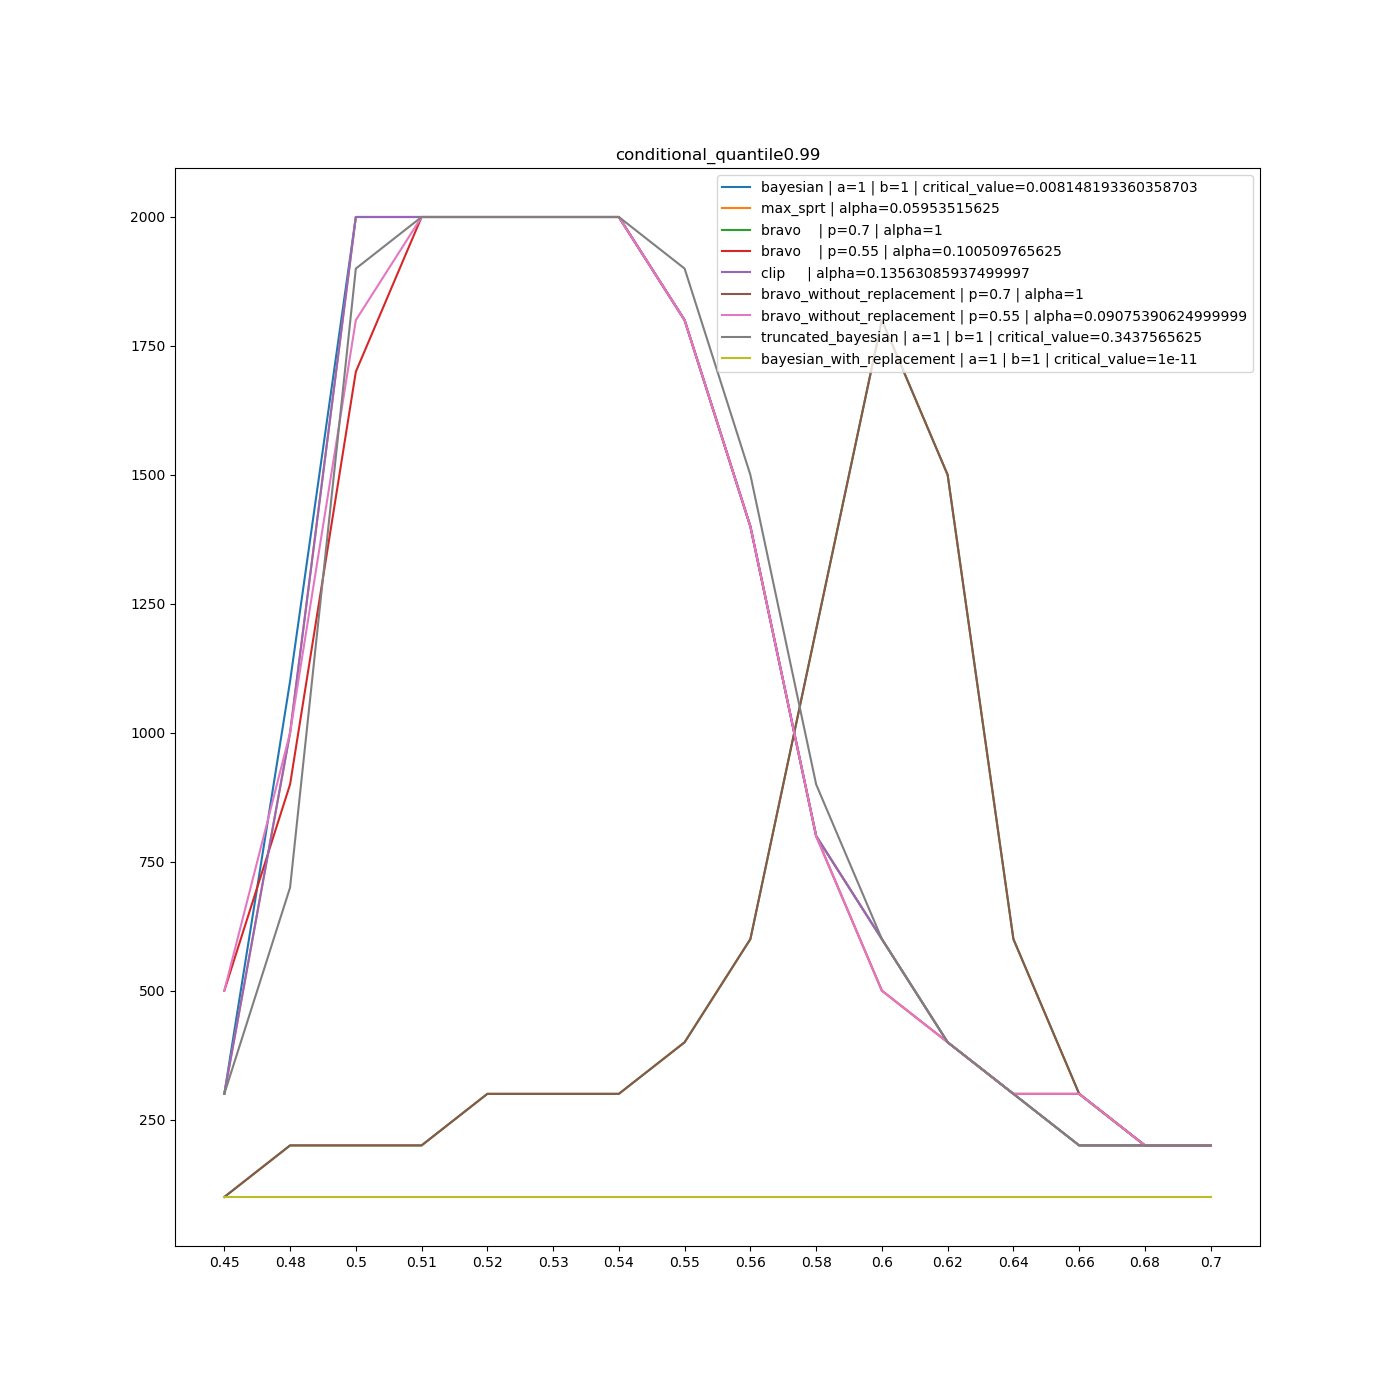 conditional_quantile0.99
bayesian | a=1 | b=1 | critical_value=0.008148193360358703
max_sprt | alpha=0.05953515625
bravo | p=0.7 | alpha=1
bravo | p=0.55 | alpha=0.100509765625
clip | alpha=0.13563085937499997
bravo_without_replacement | p=0.7 | alpha=1
bravo_without_replacement | p=0.55 | alpha=0.09075390624999999
truncated_bayesian | a=1 | b=1 | critical_value=0.3437565625
bayesian_with_replacement | a=1 | b=1 | critical_value=1e-11
2000
1750
1500
1250
1000
750
500
250
0.45 0.48 0.5 0.51 0.52 0.53 0.54 0.55 0.56 0.58 0.6 0.62 0.64 0.66 0.68 0.7